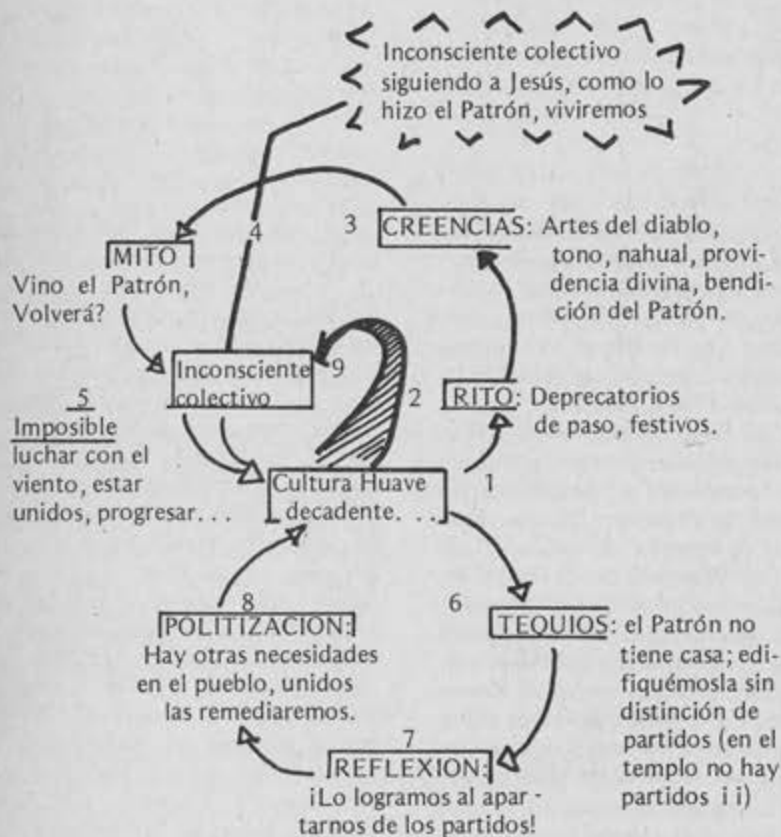 Inconsciente colectivo
siguiendo a Jesús, como lo
hizo el Patrón, viviremos
4
3
CREENCIAS: Artes del diablo,
tono, nahual, provi-
dencia divina, bendi-
ción del Patrón.
MITO
Vino el Patrón,
Volverá?
Inconsciente
colectivo
9
2
RITO: Deprecatorios
de paso, festivos.
5
Imposible
luchar con el
viento, estar
unidos, progresar. . .
Cultura Huave
decadente. . .
1
6
TEQUIOS: el Patrón no
tiene casa; edi-
fiquémosla sin
distinción de
partidos (en el
templo no hay
partidos ¡ ¡)
8
POLITIZACION:
Hay otras necesidades
en el pueblo, unidos
las remediaremos.
7
REFLEXION:
¡Lo logramos al apar-
tarnos de los partidos!